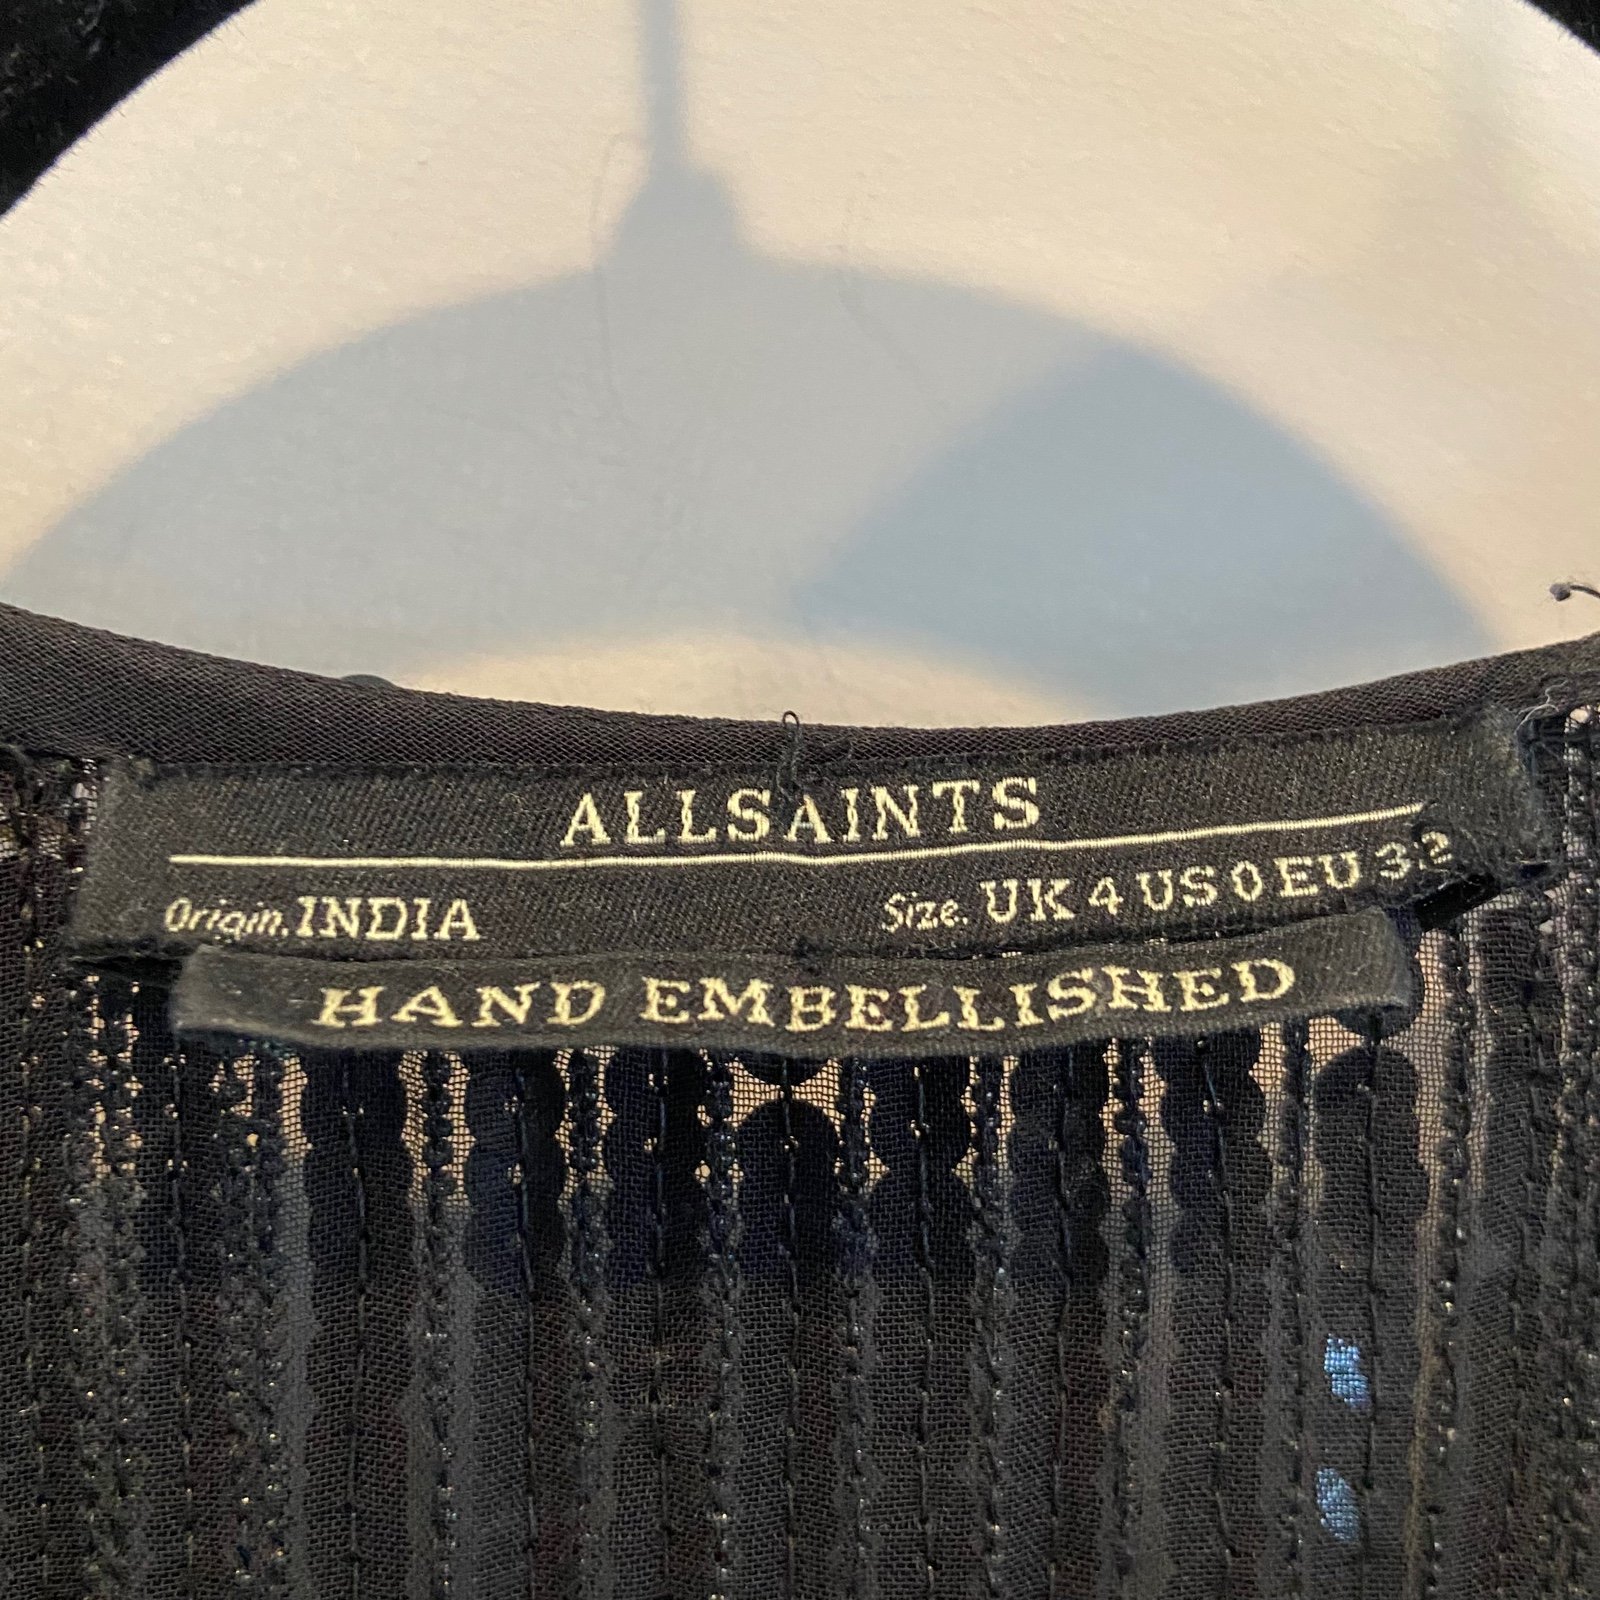 ALLSAINTS
Origin. INDIA Size. UK 4 US 0 EU 32
HAND EMBELLISHED